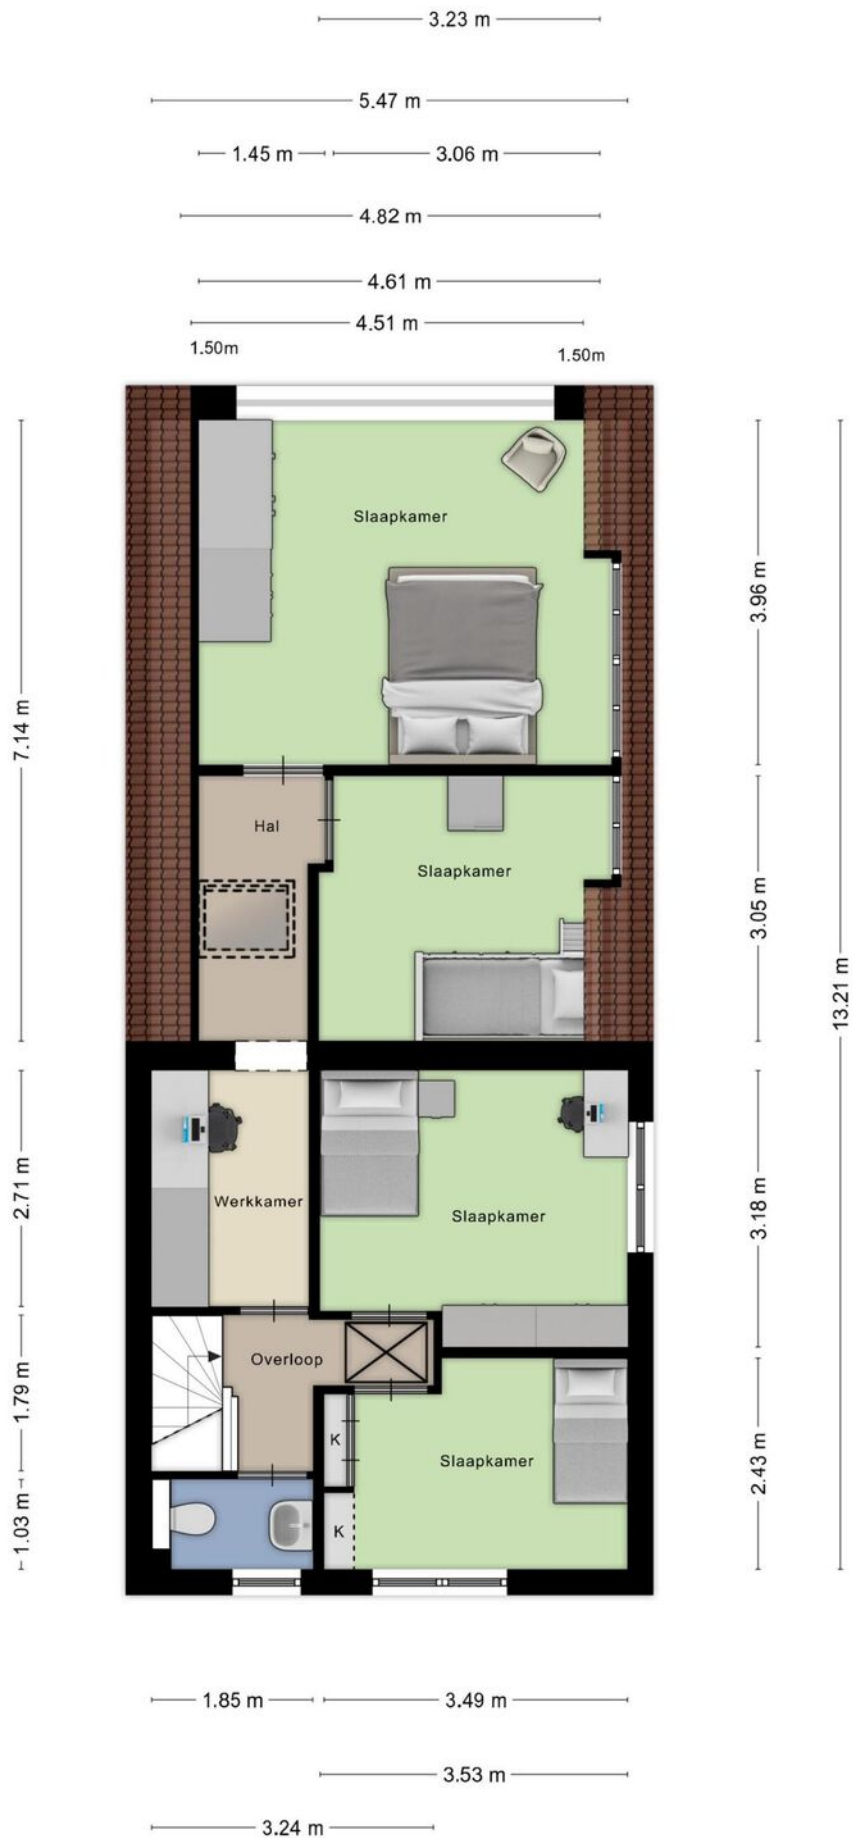 3.23 m
5.47 m
1.45 m
3.06 m
4.82 m
4.61 m
4.51 m
1.50m
1.50m
Slaapkamer
3.96 m
7.14 m
Hal
Slaapkamer
3.05 m
13.21 m
2.71 m
Werkkamer
Slaapkamer
3.18 m
Overloop
1.79 m
K
Slaapkamer
2.43 m
1.03 m
K
1.85 m
3.49 m
3.53 m
3.24 m